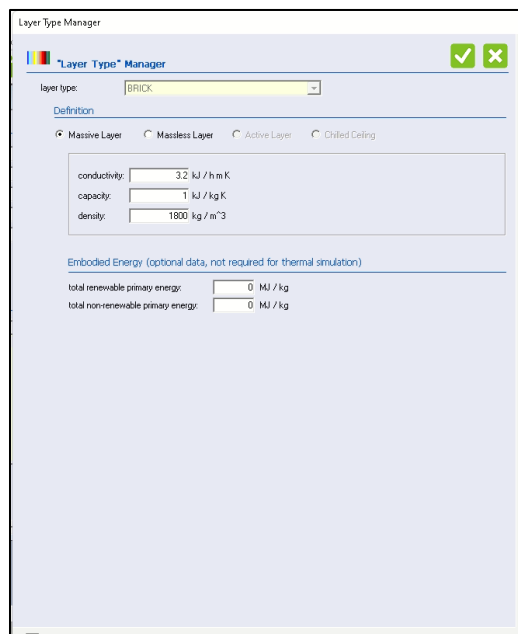 Layer Type Manager
"Layer Type" Manager
layer type: BRICK
Definition
Massive Layer Massless Layer Active Layer Chilled Ceiling
conductivity: 3.2 kJ / h m K
capacity: 1 kJ / kg K
density: 1800 kg / m^3
Embodied Energy (optional data, not required for thermal simulation)
total renewable primary energy: 0 MJ / kg
total non-renewable primary energy: 0 MJ / kg